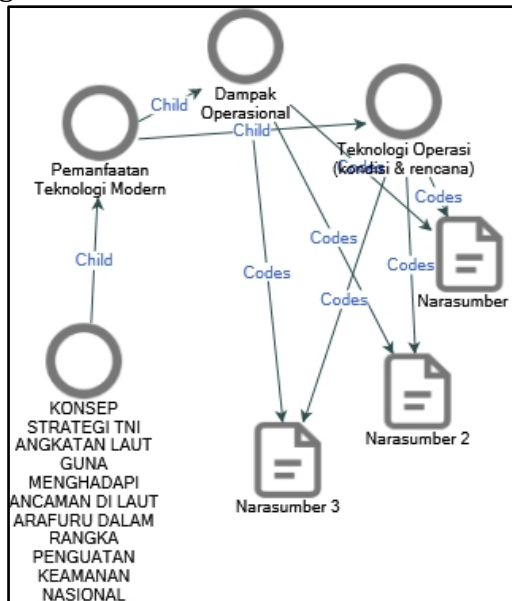 Dampak
Operasional
Child
Child
Pemanfaatan
Teknologi Modern
Teknologi Operasi
(kondisi & rencana)
Codes
Codes
Narasumber
Codes
Codes
Child
Codes
Codes
Narasumber 2
Narasumber 3
KONSEP
STRATEGI TNI
ANGKATAN LAUT
GUNA
MENGHADAPI
ANCAMAN DI LAUT
ARAFURU DALAM
RANGKA
PENGUATAN
KEAMANAN
NASIONAL